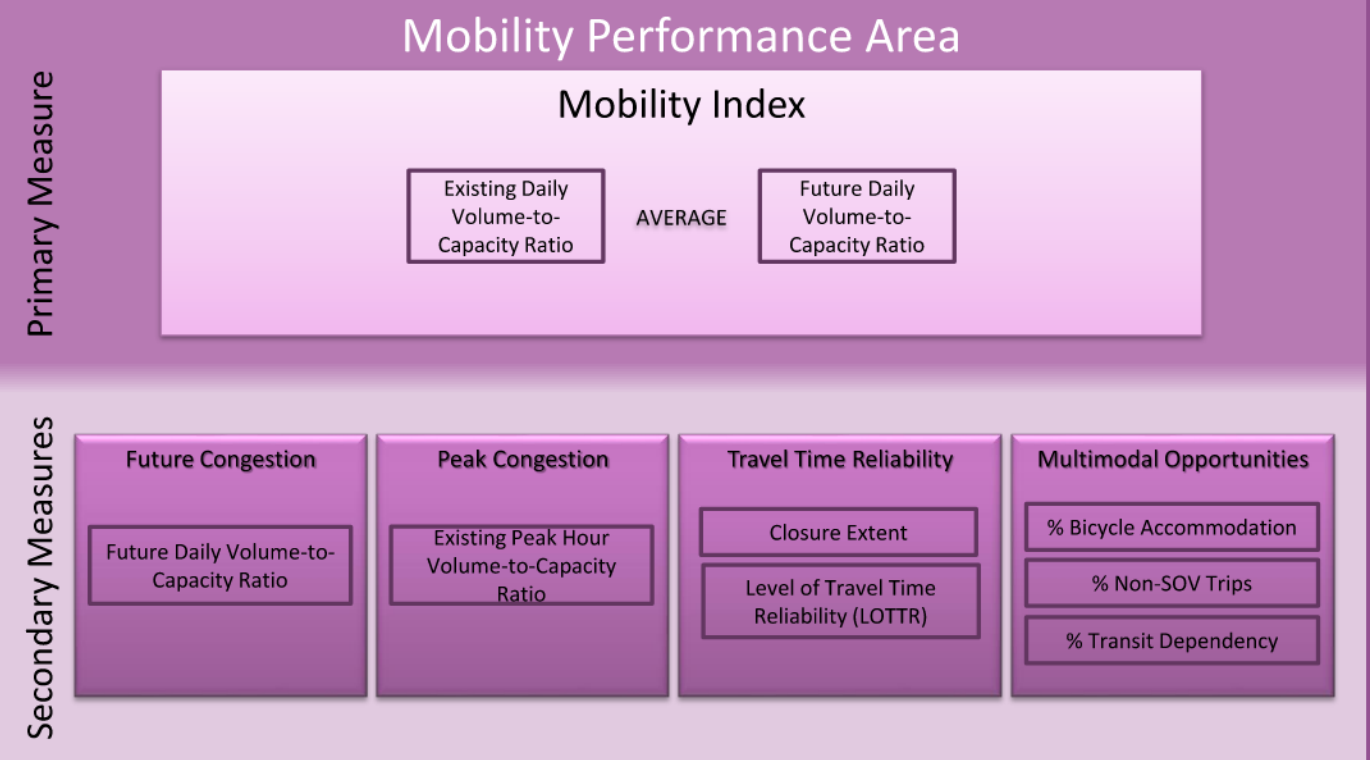 Mobility Performance Area
Primary Measure
Mobility Index
Existing Daily
Volume-to-
Capacity Ratio
AVERAGE
Future Daily
Volume-to-
Capacity Ratio
Secondary Measures
Future Congestion
Future Daily Volume-to-
Capacity Ratio
Peak Congestion
Existing Peak Hour
Volume-to-Capacity
Ratio
Travel Time Reliability
Closure Extent
Level of Travel Time
Reliability (LOTTR)
Multimodal Opportunities
% Bicycle Accommodation
% Non-SOV Trips
% Transit Dependency